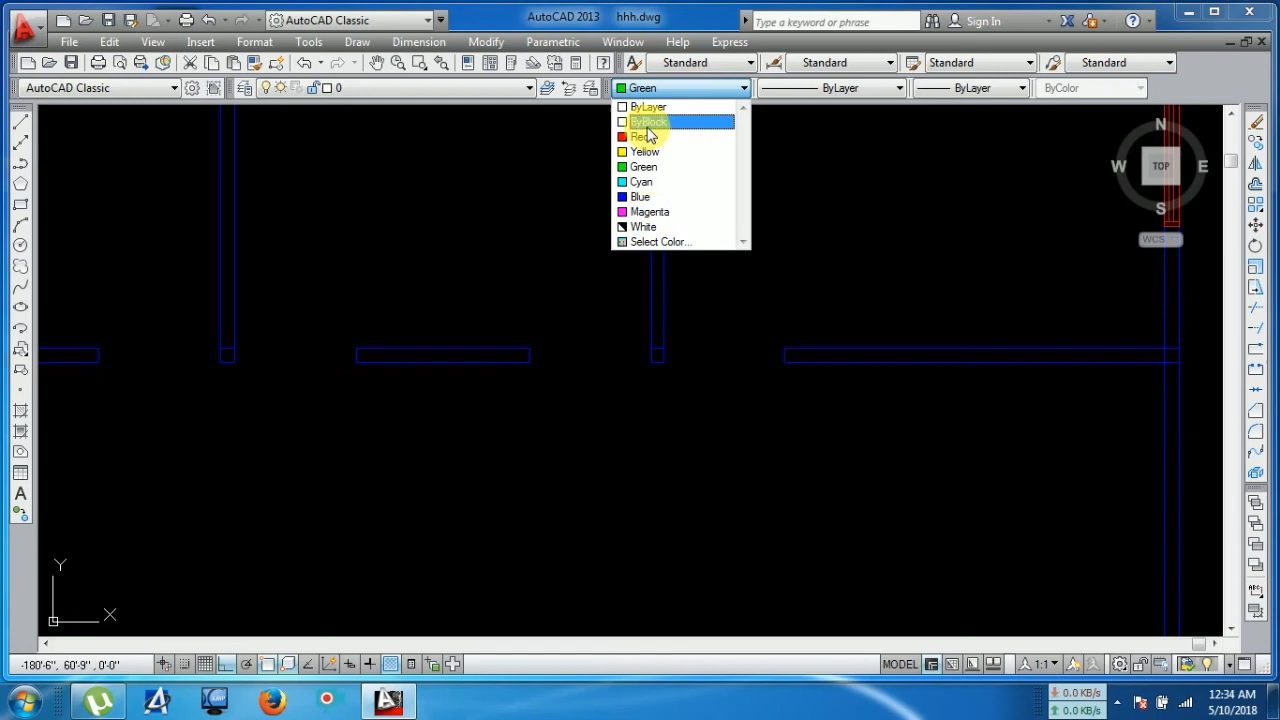 AutoCAD Classic
AutoCAD 2013 hhh.dwg
Type a keyword or phrase
Sign In
File Edit View Insert Format Tools Draw Dimension Modify Parametric Window Help Express
Standard Standard Standard Standard
AutoCAD Classic 0 Green ByLayer ByLayer ByColor
ByLayer
ByBlock
Red
Yellow
Green
Cyan
Blue
Magenta
White
Select Color...
N
W TOP E
S
WCS
A
ABC
Y
X
-180'6", 60'-9", 0'-0" MODEL 1:1
0.0 KB/s
0.0 KB/s
12:34 AM
5/10/2018